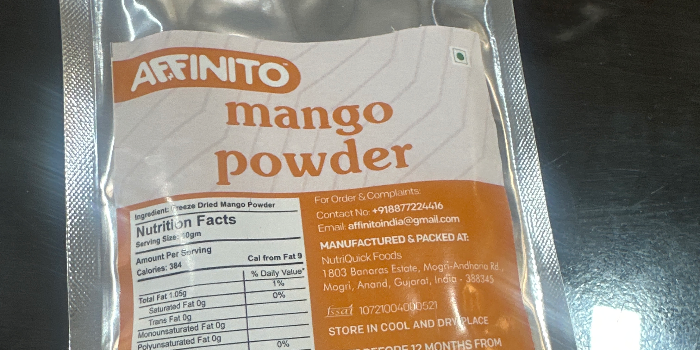 AFFINITO
mango
powder
Ingredient: Freeze Dried Mango Powder
Nutrition Facts
Serving Size: 10gm
Amount Per Serving
Calories: 384 Cal from Fat 9
% Daily Value*
Total Fat 1.05g 1%
Saturated Fat 0g 0%
Trans Fat 0g
Monounsaturated Fat 0g
Polyunsaturated Fat 0g
0%
For Order & Complaints:
Contact No: +918877224416
Email: affinitoindia@gmail.com
MANUFACTURED & PACKED AT:
NutriQuick Foods
1803 Banaras Estate, Mogri-Andhana Rd,
Mogri, Anand, Gujarat, India - 388345
fssai 10721004000521
STORE IN COOL AND DRY PLACE
12 MONTHS FROM